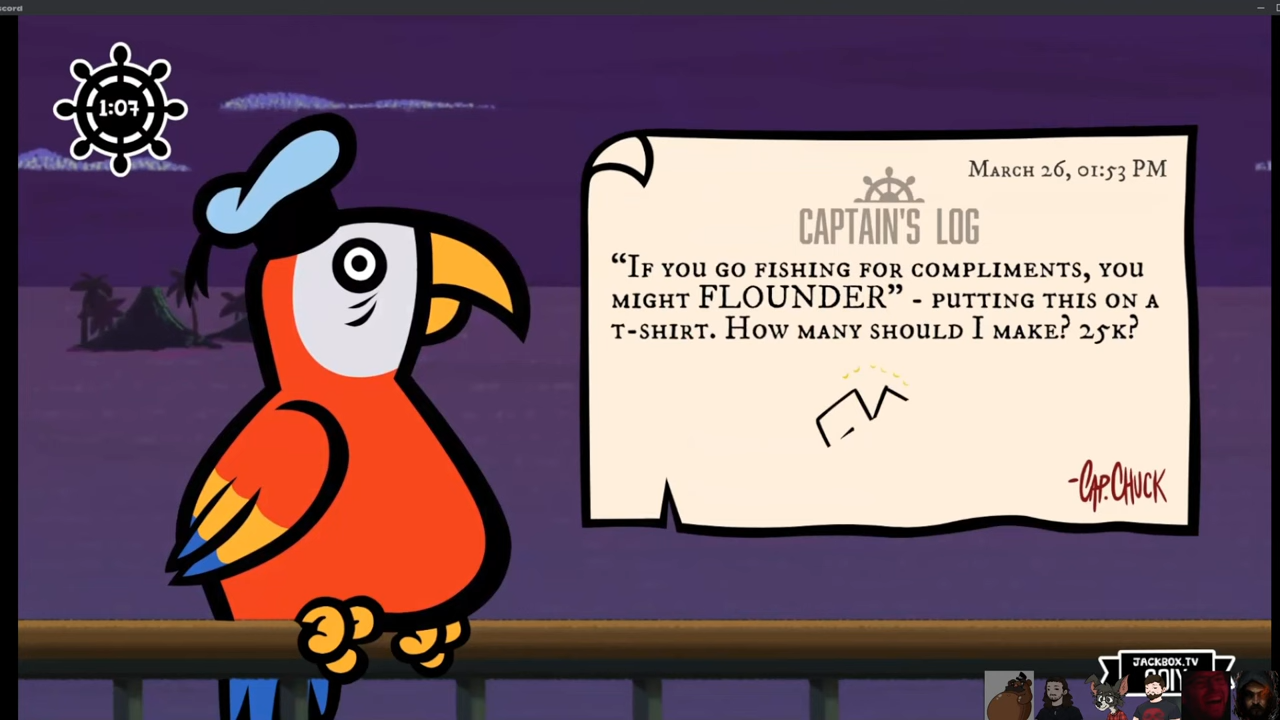 cord
1:07
March 26, 01:53 PM
CAPTAIN'S LOG
“If you go fishing for compliments, you
might FLOUNDER” - putting this on a
t-shirt. How many should I make? 25k?
-CAP. CHUCK
JACKBOX.TV